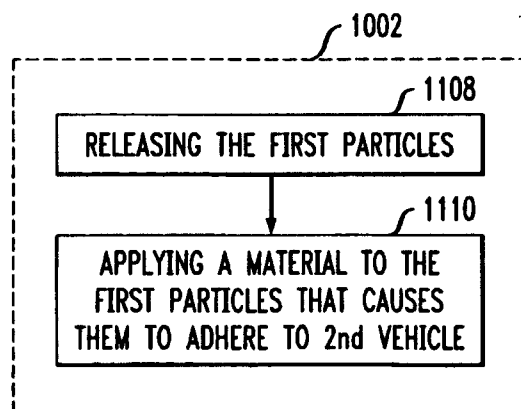 1002
1108
RELEASING THE FIRST PARTICLES
1110
APPLYING A MATERIAL TO THE
FIRST PARTICLES THAT CAUSES
THEM TO ADHERE TO 2nd VEHICLE